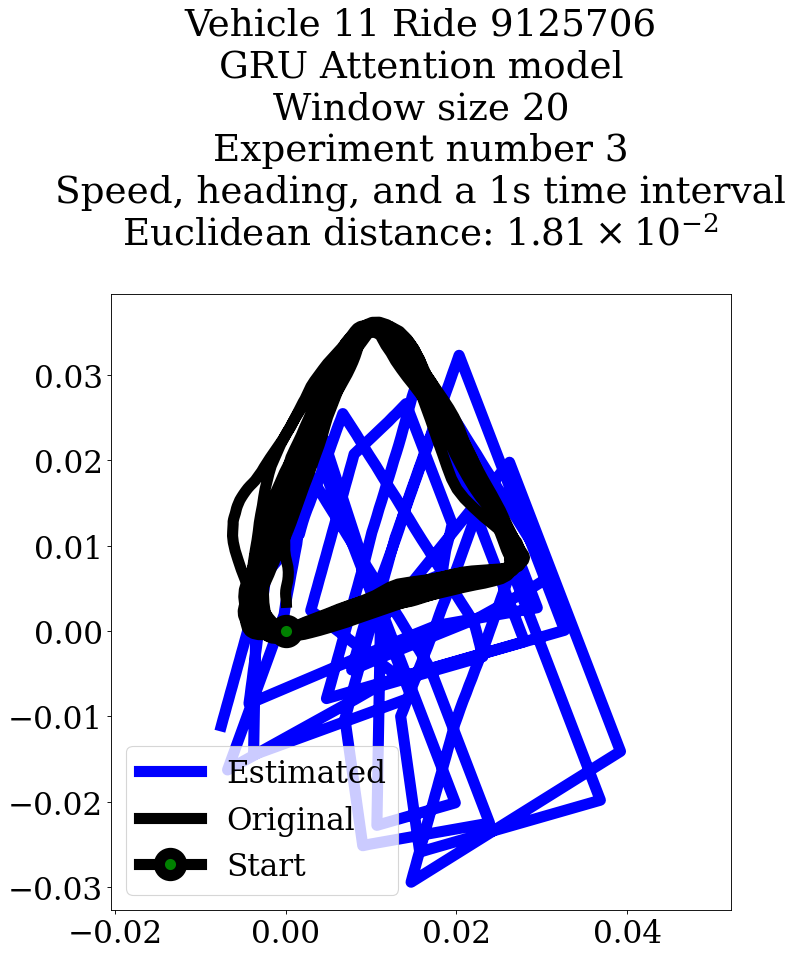 Vehicle 11 Ride 9125706
GRU Attention model
Window size 20
Experiment number 3
Speed, heading, and a 1s time interval
Euclidean distance: 1.81 × 10⁻²
0.03
0.02
0.01
0.00
−0.01
−0.02
−0.03
Estimated
Original
Start
−0.02
0.00
0.02
0.04